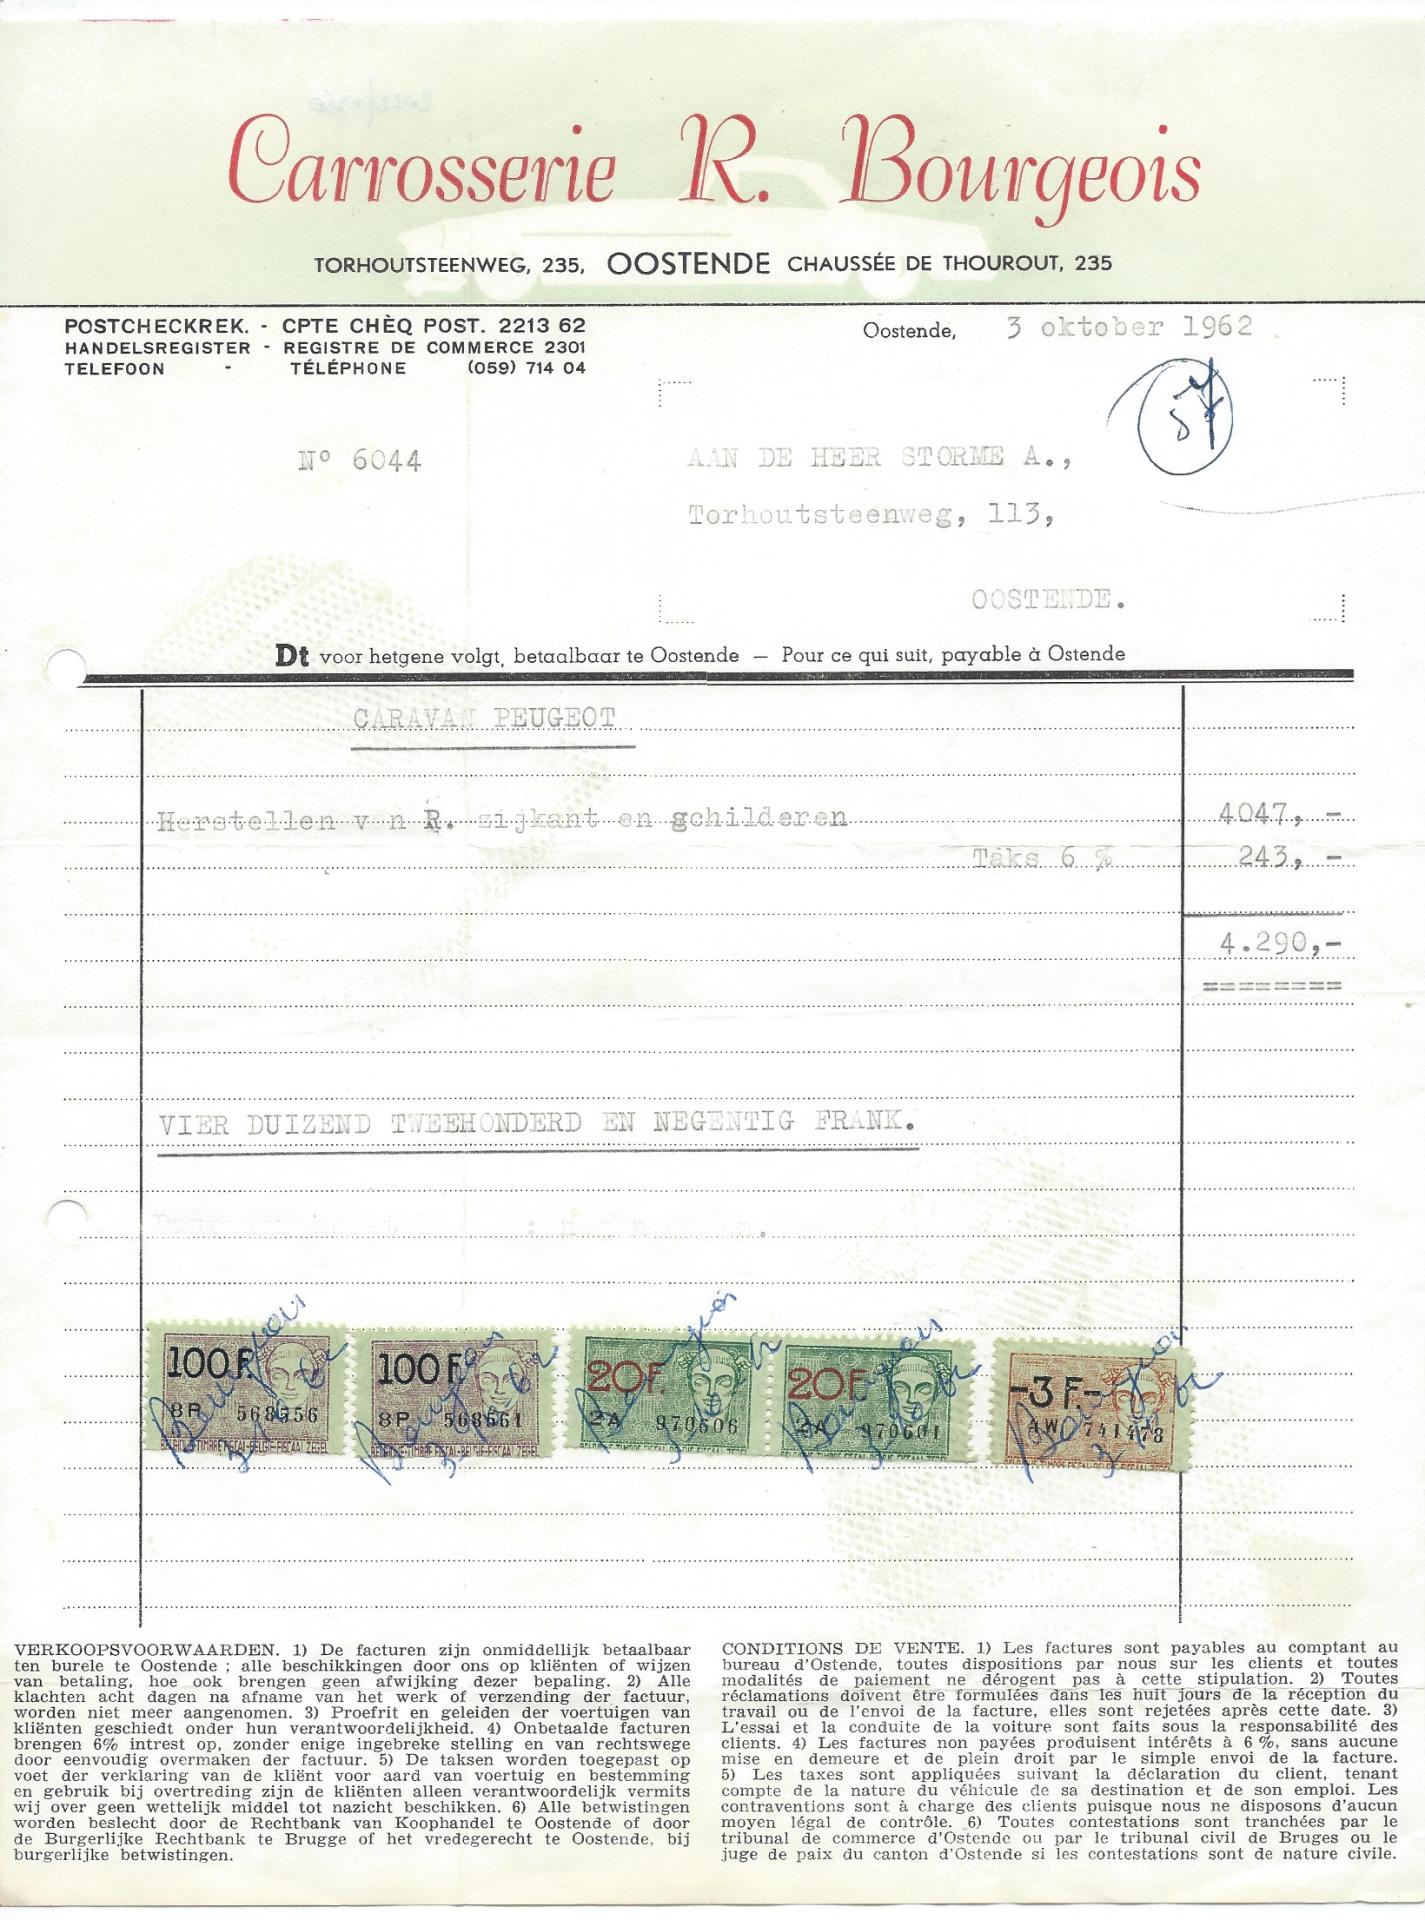 Carrosserie R. Bourgeois
TORHOUTSTEENWEG, 235, OOSTENDE CHAUSSÉE DE THOUROUT, 235
POSTCHECKREK. - CPTE CHÈQ POST. 2213 62
HANDELSREGISTER - REGISTRE DE COMMERCE 2301
TELEFOON - TÉLÉPHONE (059) 714 04
Oostende, 3 oktober 1962
Nº 6044
AAN DE HEER STORME A.,
Torhoutsteenweg, 113,
OOSTENDE.
Dt voor hetgene volgt, betaalbaar te Oostende — Pour ce qui suit, payable à Ostende
CARAVAN PEUGEOT
Herstellen van R. zijkant en schilderen 4047,-
Taks 6 % 243,-
4.290,-
========
VIER DUIZEND TWEEHONDERD EN NEGENTIG FRANK.
100 F. 100 F. 20F. 20F. -3 F.-
8P 568556 8P 568561 2A 970606 2A 970601 4W 741478
BELGIQUE-TIMBRE FISCAL-BELGIE-FISCAAL ZEGEL
Bourgeois Bourgeois Bourgeois Bourgeois Bourgeois
VERKOOPSVOORWAARDEN. 1) De facturen zijn onmiddellijk betaalbaar
ten burele te Oostende ; alle beschikkingen door ons op kliënten of wijzen
van betaling, hoe ook brengen geen afwijking dezer bepaling. 2) Alle
klachten acht dagen na afname van het werk of verzending der factuur,
worden niet meer aangenomen. 3) Proefrit en geleiden der voertuigen van
kliënten geschiedt onder hun verantwoordelijkheid. 4) Onbetaalde facturen
brengen 6% intrest op, zonder enige ingebreke stelling en van rechtswege
door eenvoudig overmaken der factuur. 5) De taksen worden toegepast op
voet der verklaring van de kliënt voor aard van voertuig en bestemming
en gebruik bij overtreding zijn de kliënten alleen verantwoordelijk vermits
wij over geen wettelijk middel tot nazicht beschikken. 6) Alle betwistingen
worden beslecht door de Rechtbank van Koophandel te Oostende of door
de Burgerlijke Rechtbank te Brugge of het vredegerecht te Oostende, bij
burgerlijke betwistingen.
CONDITIONS DE VENTE. 1) Les factures sont payables au comptant au
bureau d'Ostende, toutes dispositions par nous sur les clients et toutes
modalités de paiement ne dérogent pas à cette stipulation. 2) Toutes
réclamations doivent être formulées dans les huit jours de la réception du
travail ou de l'envoi de la facture, elles sont rejetées après cette date. 3)
L'essai et la conduite de la voiture sont faits sous la responsabilité des
clients. 4) Les factures non payées produisent intérêts à 6 %, sans aucune
mise en demeure et de plein droit par le simple envoi de la facture.
5) Les taxes sont appliquées suivant la déclaration du client, tenant
compte de la nature du véhicule de sa destination et de son emploi. Les
contraventions sont à charge des clients puisque nous ne disposons d'aucun
moyen légal de contrôle. 6) Toutes contestations sont tranchées par le
tribunal de commerce d'Ostende ou par le tribunal civil de Bruges ou le
juge de paix du canton d'Ostende si les contestations sont de nature civile.